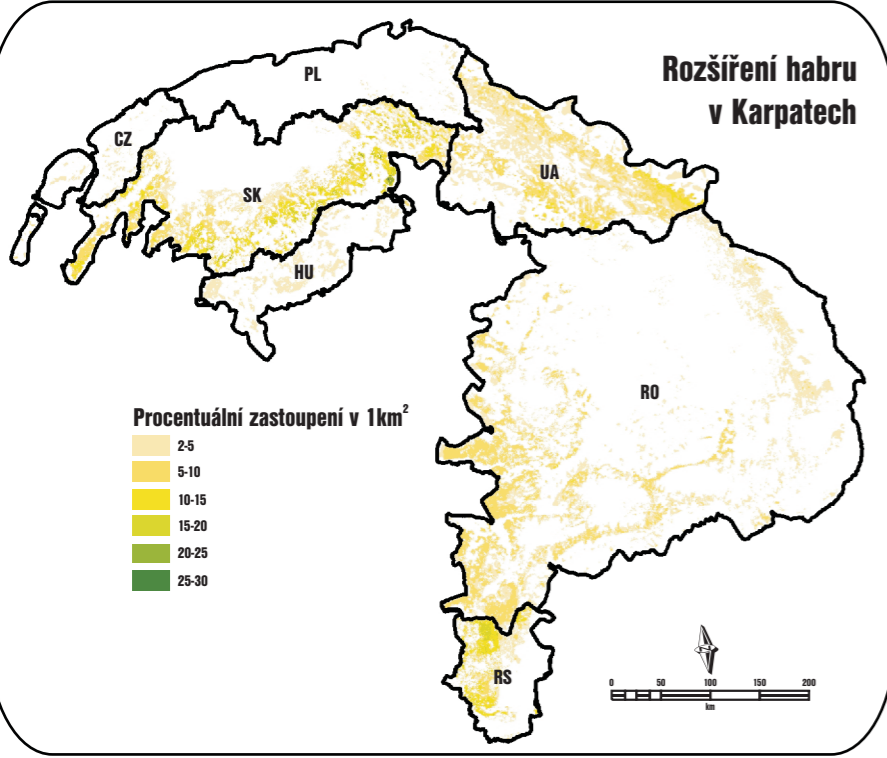 Rozšíření habru
v Karpatech
PL
CZ
SK
UA
HU
RO
RS
Procentuální zastoupení v 1km²
2-5
5-10
10-15
15-20
20-25
25-30
0 50 100 150 200
km